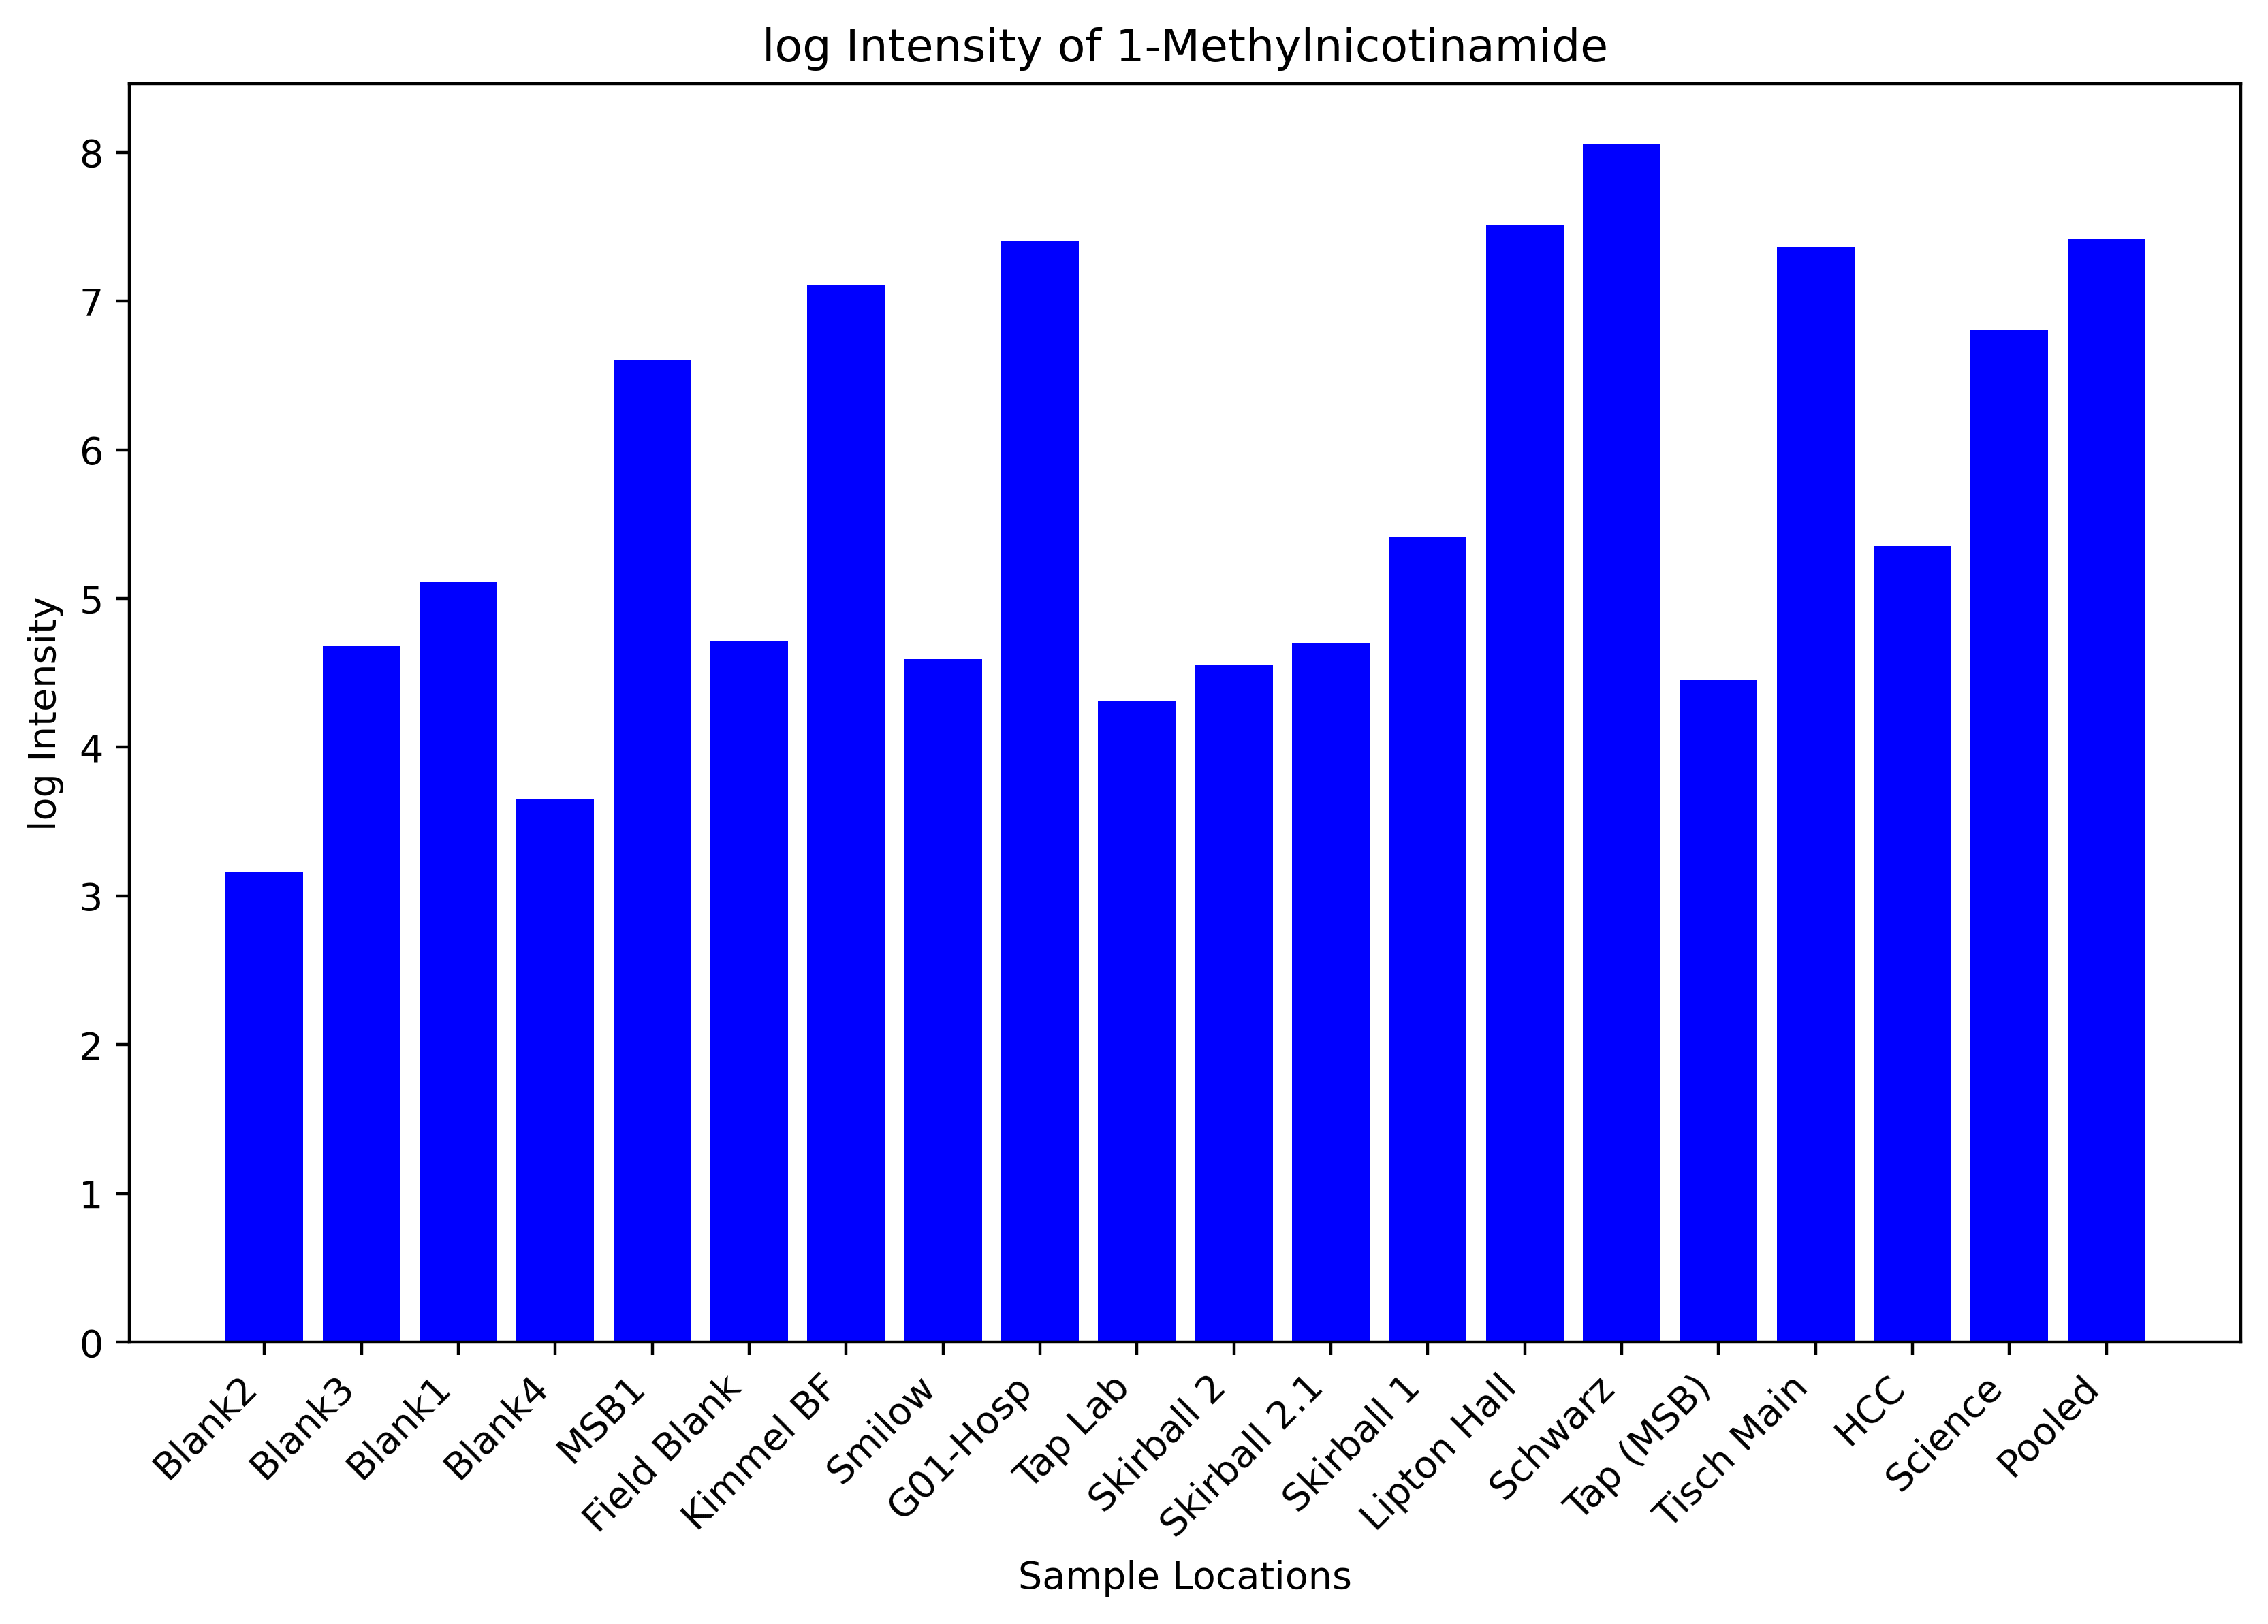 log Intensity of 1-Methylnicotinamide
log Intensity
8
7
6
5
4
3
2
1
0
Blank2
Blank3
Blank1
Blank4
MSB1
Field Blank
Kimmel BF
Smilow
G01-Hosp
Tap Lab
Skirball 2
Skirball 2.1
Skirball 1
Lipton Hall
Schwarz
Tap (MSB)
Tisch Main
HCC
Science
Pooled
Sample Locations